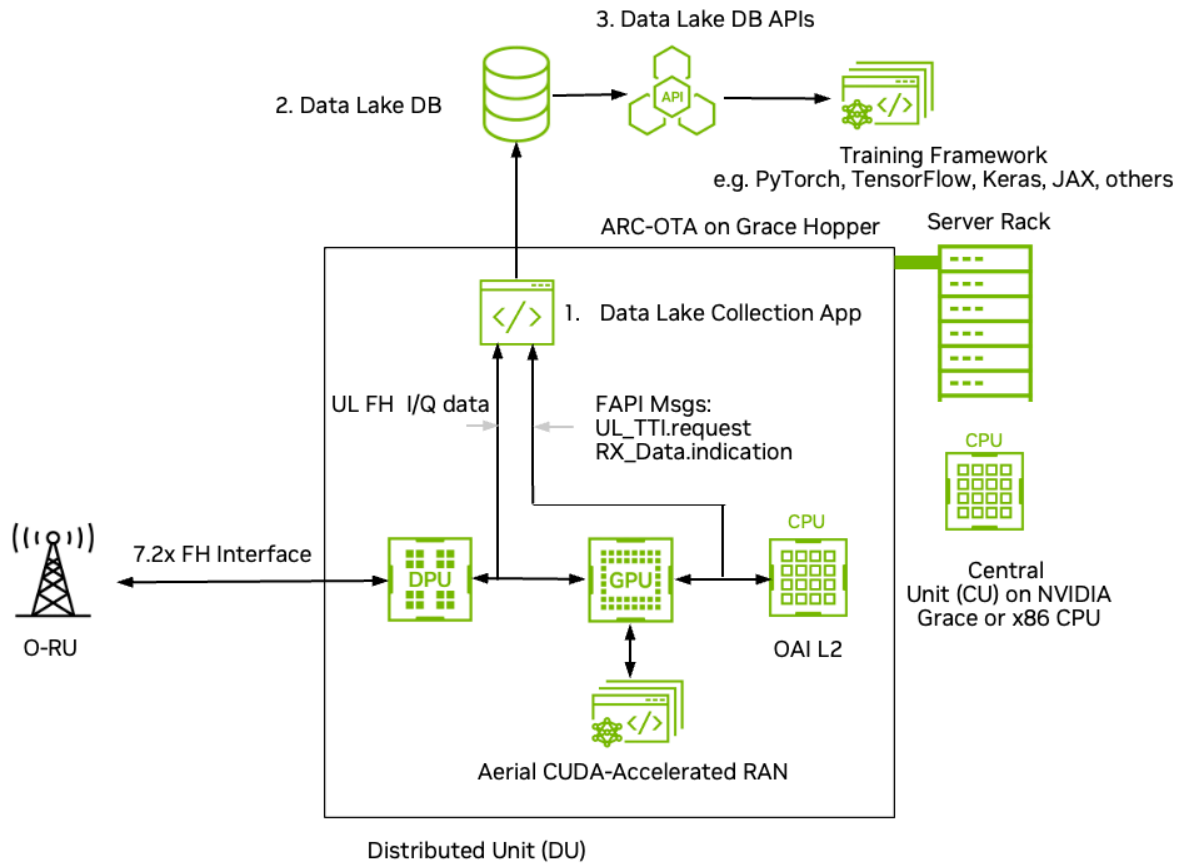 3. Data Lake DB APIs
2. Data Lake DB
API
</>
Training Framework
e.g. PyTorch, TensorFlow, Keras, JAX, others
ARC-OTA on Grace Hopper
Server Rack
</>
1. Data Lake Collection App
UL FH I/Q data
FAPI Msgs:
UL_TTI.request
RX_Data.indication
CPU
CPU
7.2x FH Interface
DPU
GPU
Central
Unit (CU) on NVIDIA
Grace or x86 CPU
O-RU
OAI L2
</>
Aerial CUDA-Accelerated RAN
Distributed Unit (DU)